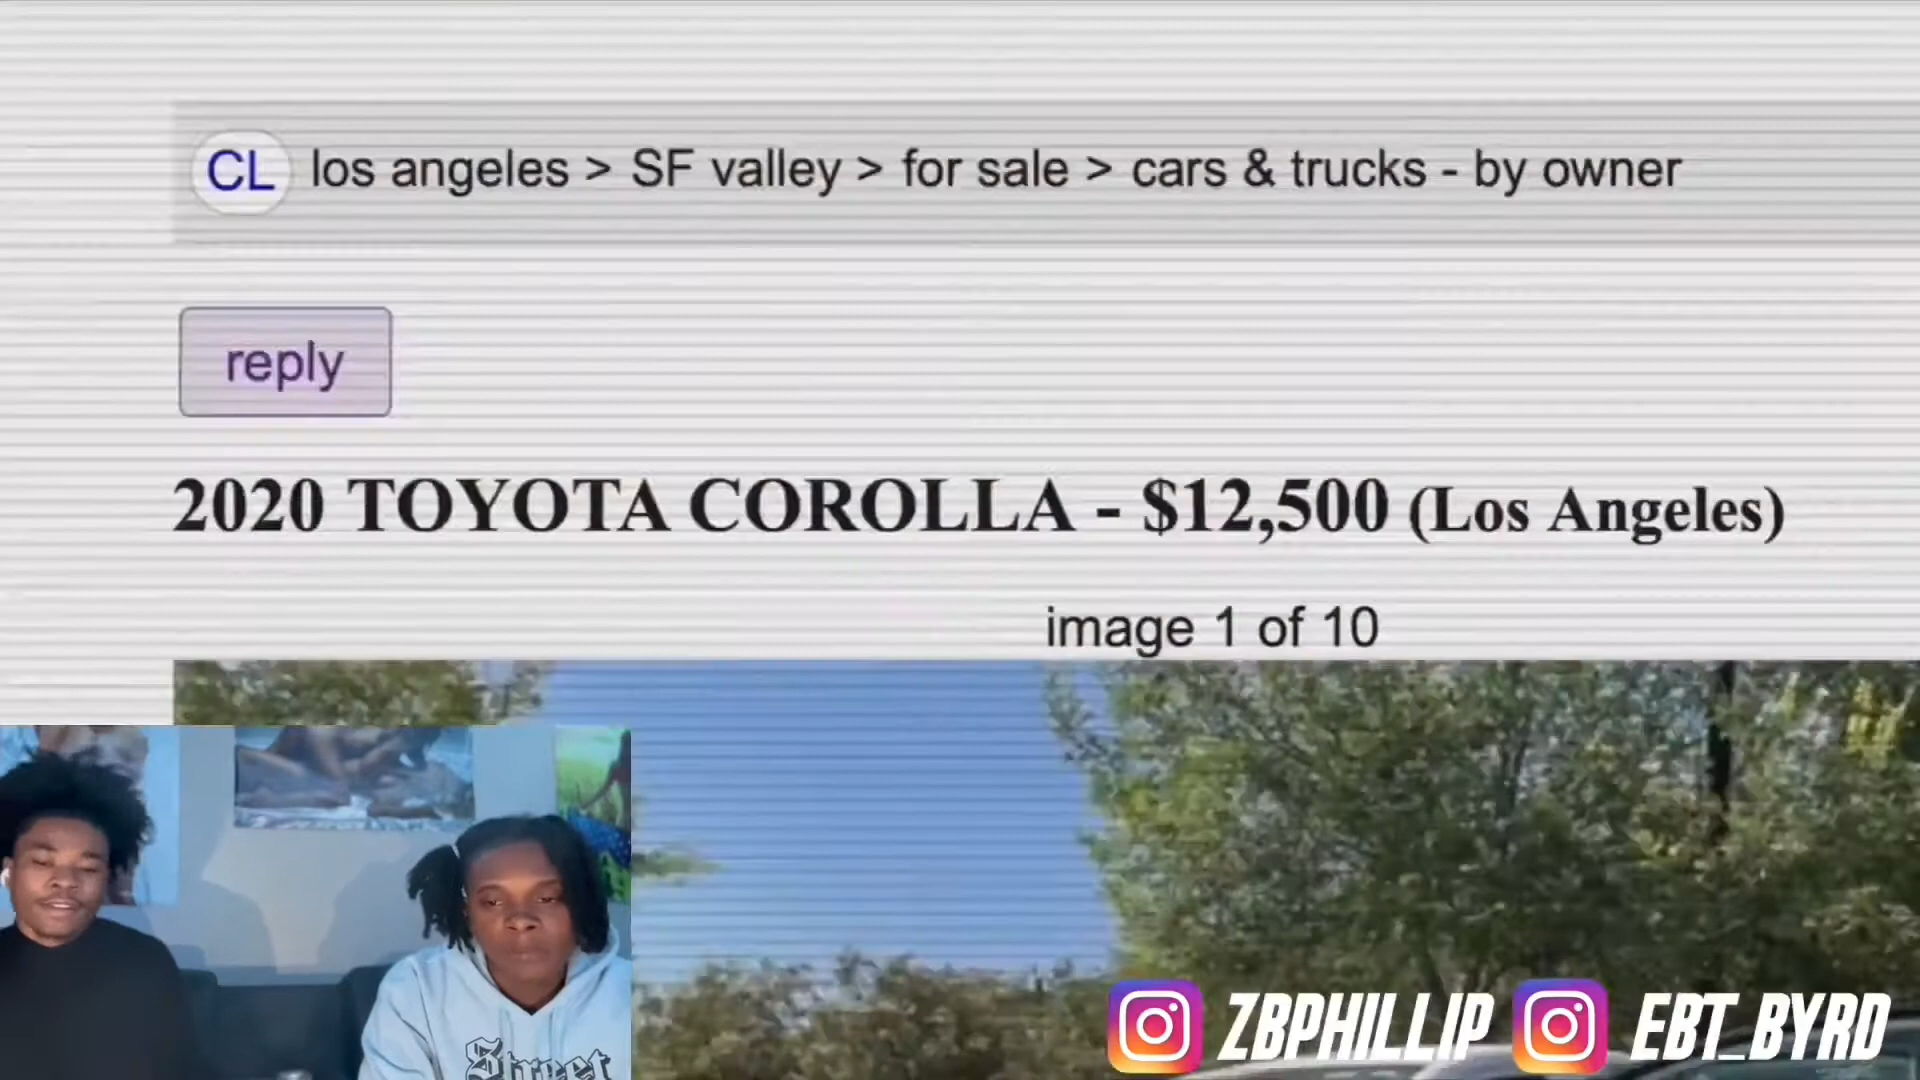 CL los angeles > SF valley > for sale > cars & trucks - by owner
reply
2020 TOYOTA COROLLA - $12,500 (Los Angeles)
image 1 of 10
Street
ZBPHILLIP EBT_BYRD